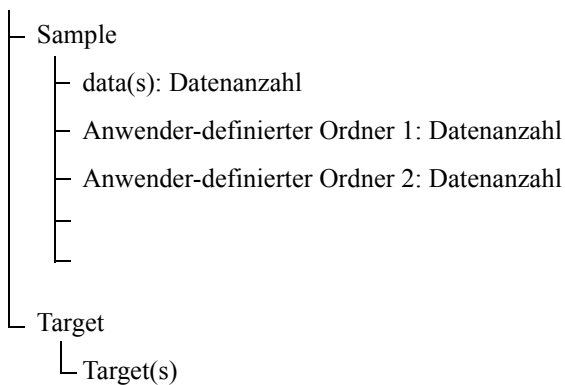 Sample
data(s): Datenanzahl
Anwender-definierter Ordner 1: Datenanzahl
Anwender-definierter Ordner 2: Datenanzahl
Target
Target(s)